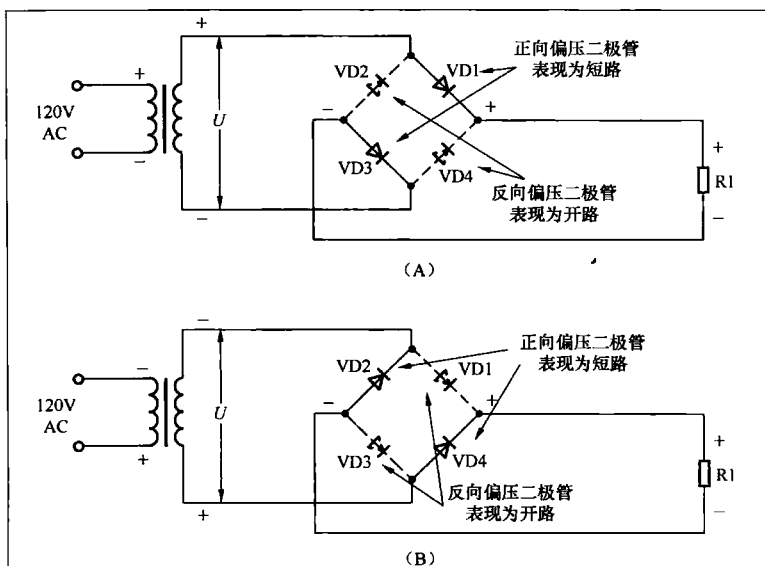 +
正向偏压二极管
表现为短路
VD2
VD1
+
−
+
120V
AC
U
+
R1
−
VD3
VD4
−
反向偏压二极管
表现为开路
−
(A)
−
正向偏压二极管
表现为短路
VD2
VD1
−
−
+
120V
AC
U
+
R1
−
VD3
VD4
+
反向偏压二极管
表现为开路
+
(B)